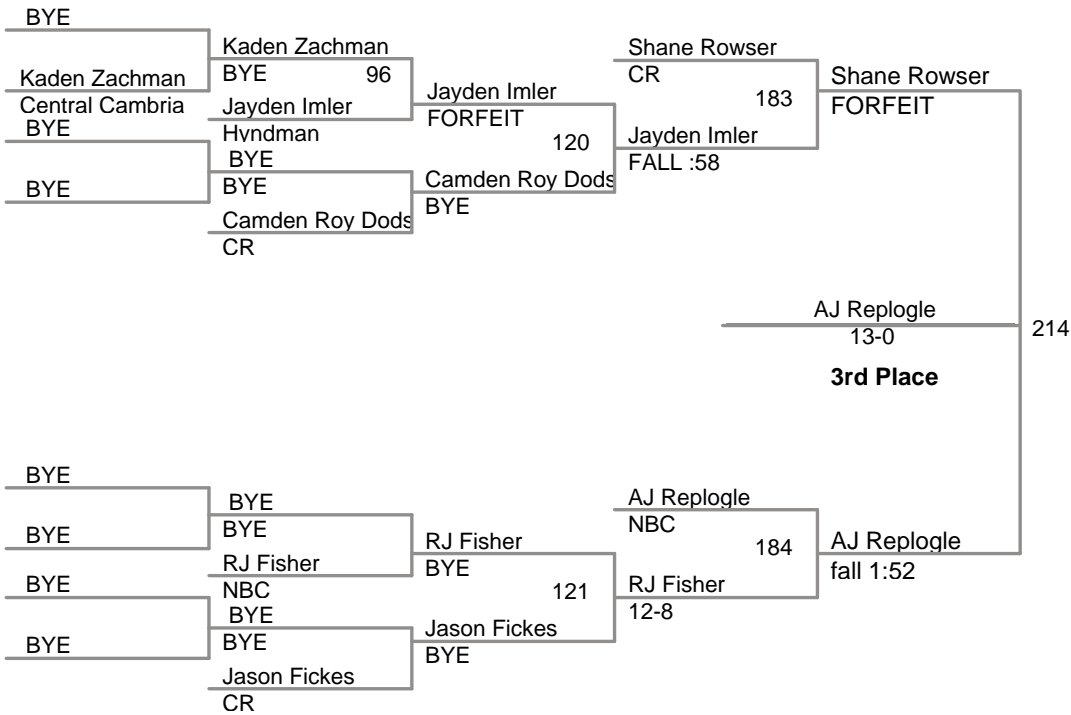 BYE
Kaden Zachman
Central Cambria
BYE
BYE
Kaden Zachman
BYE
96
Jayden Imler
Hyndman
BYE
BYE
Camden Roy Dods
CR
Jayden Imler
FORFEIT
120
Camden Roy Dods
BYE
Shane Rowser
CR
183
Jayden Imler
FALL :58
Shane Rowser
FORFEIT
AJ Replogle
13-0
3rd Place
214
BYE
BYE
BYE
BYE
BYE
BYE
RJ Fisher
NBC
BYE
BYE
Jason Fickes
CR
RJ Fisher
BYE
121
Jason Fickes
BYE
AJ Replogle
NBC
184
RJ Fisher
12-8
AJ Replogle
fall 1:52